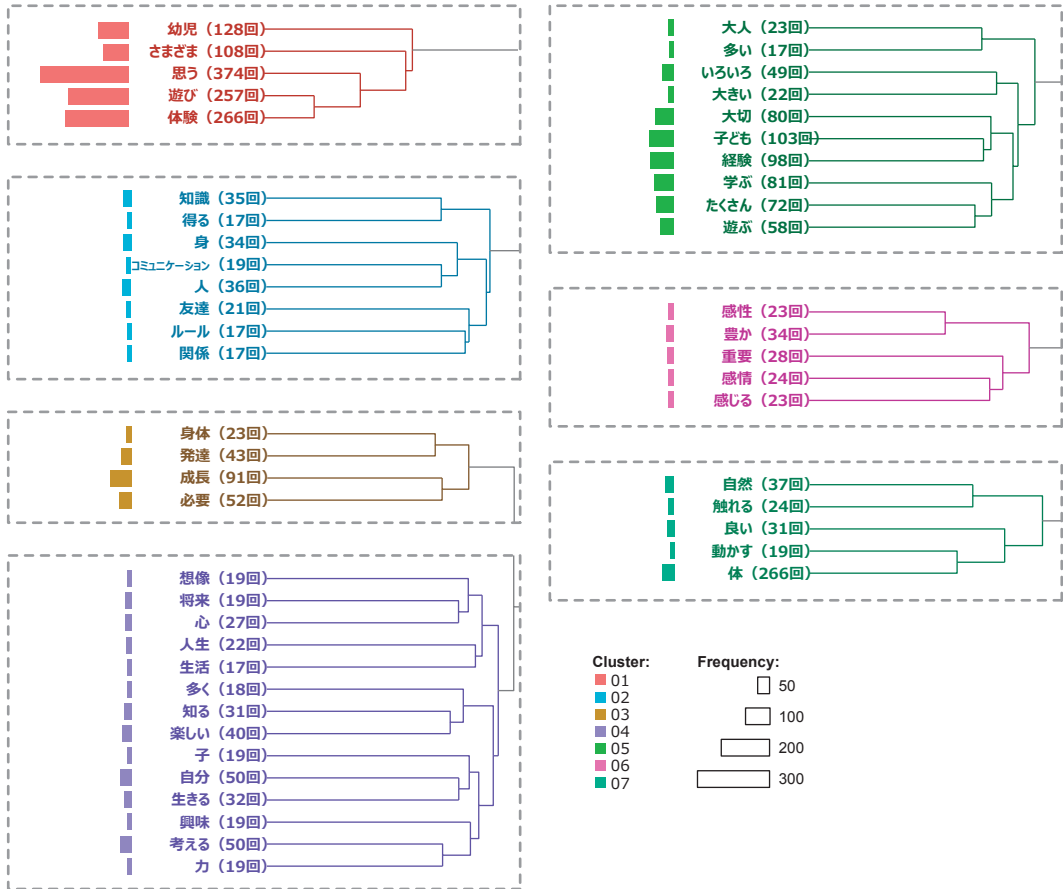 幼児（128回）
さまざま（108回）
思う（374回）
遊び（257回）
体験（266回）
知識（35回）
得る（17回）
身（34回）
コミュニケーション（19回）
人（36回）
友達（21回）
ルール（17回）
関係（17回）
身体（23回）
発達（43回）
成長（91回）
必要（52回）
想像（19回）
将来（19回）
心（27回）
人生（22回）
生活（17回）
多く（18回）
知る（31回）
楽しい（40回）
子（19回）
自分（50回）
生きる（32回）
興味（19回）
考える（50回）
力（19回）
大人（23回）
多い（17回）
いろいろ（49回）
大きい（22回）
大切（80回）
子ども（103回）
経験（98回）
学ぶ（81回）
たくさん（72回）
遊ぶ（58回）
感性（23回）
豊か（34回）
重要（28回）
感情（24回）
感じる（23回）
自然（37回）
触れる（24回）
良い（31回）
動かす（19回）
体（266回）
Cluster:
01
02
03
04
05
06
07
Frequency:
50
100
200
300